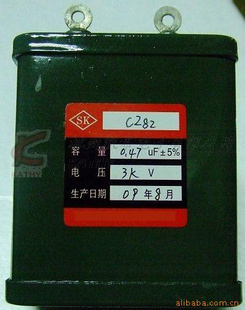 SK
CZ82
容 量 0.47 uF±5%
电 压 3K V
生产日期 09年8月
CATHY
alibaba.com.cn